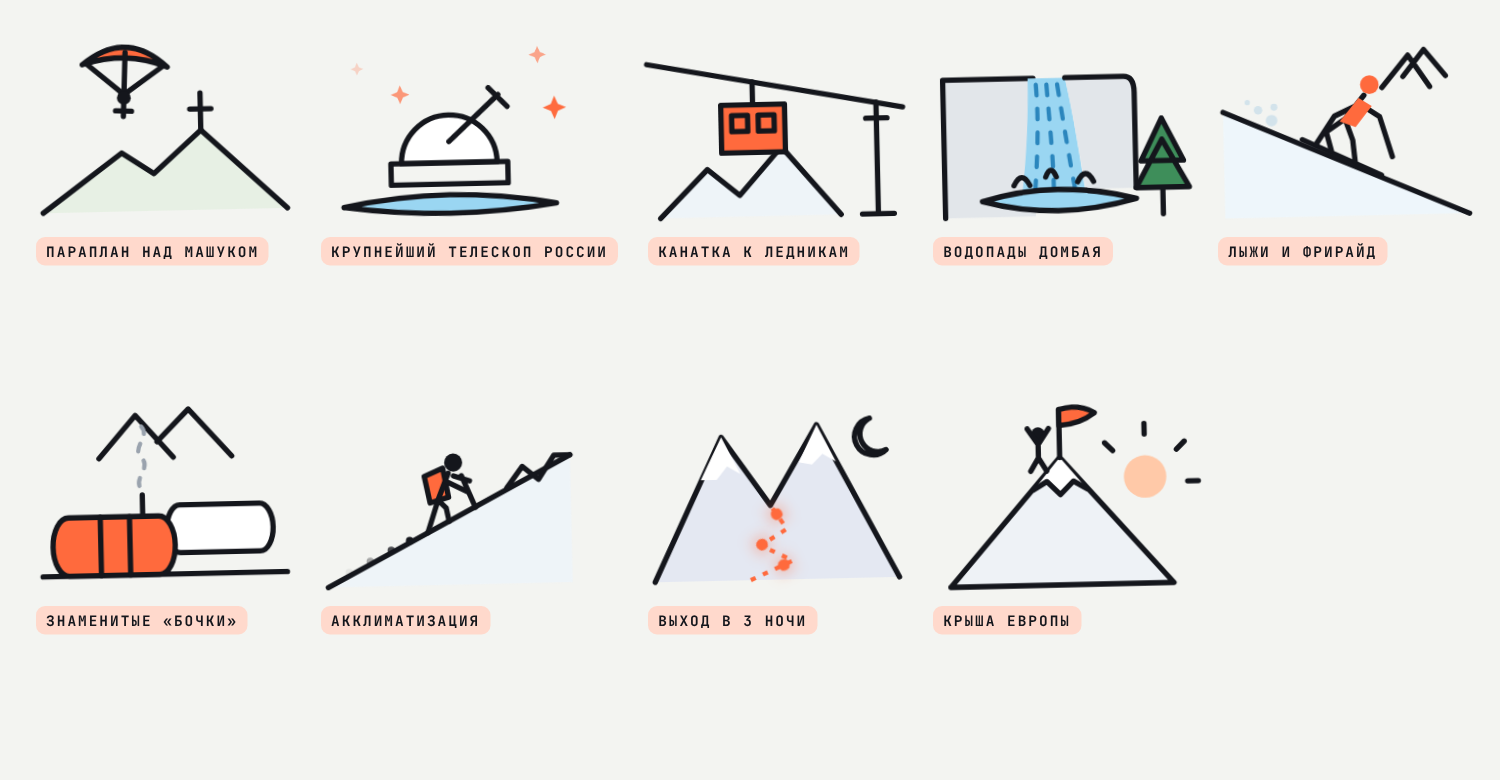 ПАРАПЛАН НАД МАШУКОМ
КРУПНЕЙШИЙ ТЕЛЕСКОП РОССИИ
КАНАТКА К ЛЕДНИКАМ
ВОДОПАДЫ ДОМБАЯ
ЛЫЖИ И ФРИРАЙД
ЗНАМЕНИТЫЕ «БОЧКИ»
АККЛИМАТИЗАЦИЯ
ВЫХОД В 3 НОЧИ
КРЫША ЕВРОПЫ